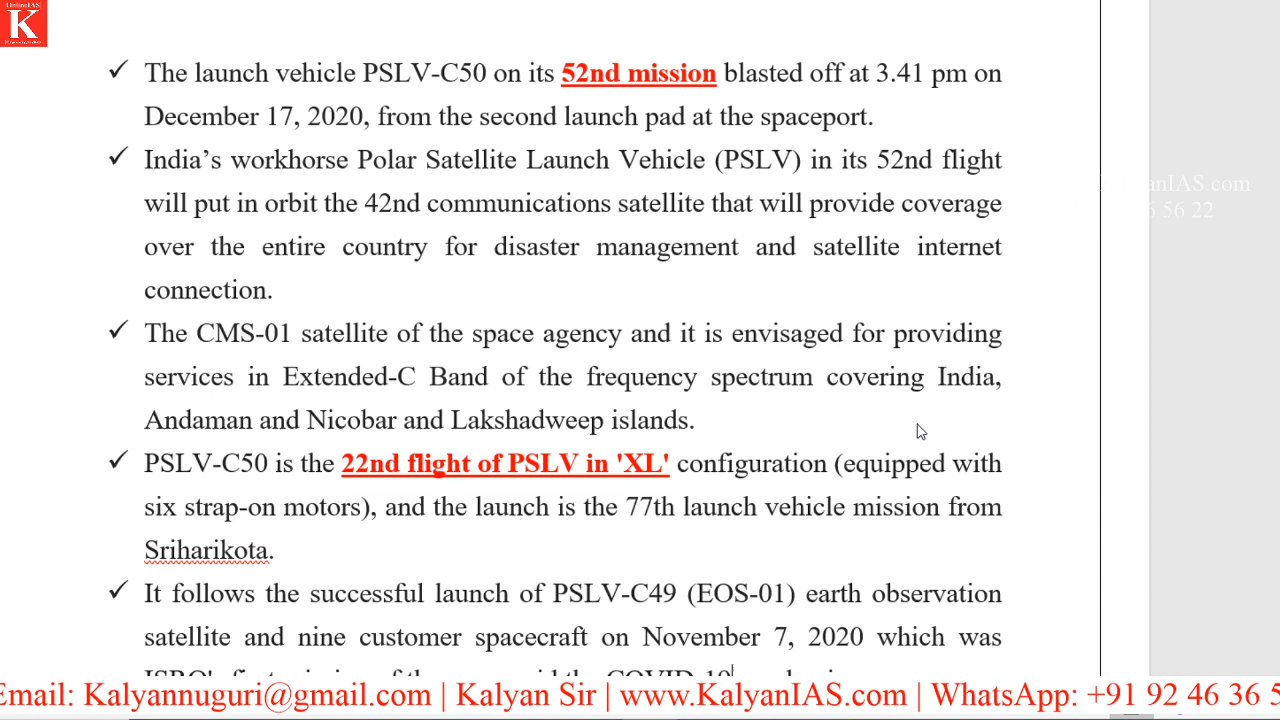 OnlineIAS
K
The launch vehicle PSLV-C50 on its 52nd mission blasted off at 3.41 pm on
December 17, 2020, from the second launch pad at the spaceport.
India's workhorse Polar Satellite Launch Vehicle (PSLV) in its 52nd flight
will put in orbit the 42nd communications satellite that will provide coverage
over the entire country for disaster management and satellite internet
connection.
anIAS.com
6 56 22
The CMS-01 satellite of the space agency and it is envisaged for providing
services in Extended-C Band of the frequency spectrum covering India,
Andaman and Nicobar and Lakshadweep islands.
PSLV-C50 is the 22nd flight of PSLV in 'XL' configuration (equipped with
six strap-on motors), and the launch is the 77th launch vehicle mission from
Sriharikota.
It follows the successful launch of PSLV-C49 (EOS-01) earth observation
satellite and nine customer spacecraft on November 7, 2020 which was
Email: Kalyannuguri@gmail.com | Kalyan Sir | www.KalyanIAS.com | WhatsApp: +91 92 46 36 5